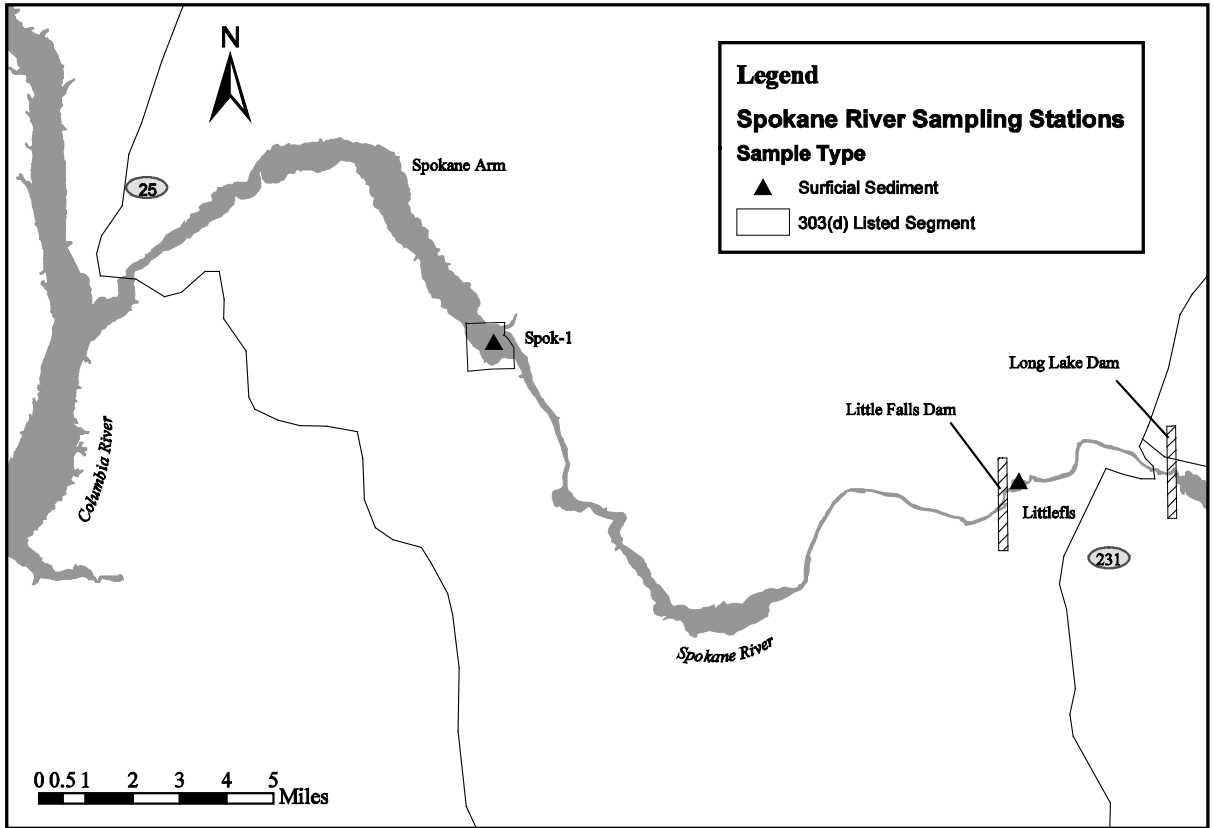 N
Legend
Spokane River Sampling Stations
Sample Type
Surficial Sediment
303(d) Listed Segment
Spokane Arm
25
Spok-1
Long Lake Dam
Little Falls Dam
Columbia River
Littlefls
231
Spokane River
0 0.5 1 2 3 4 5
Miles